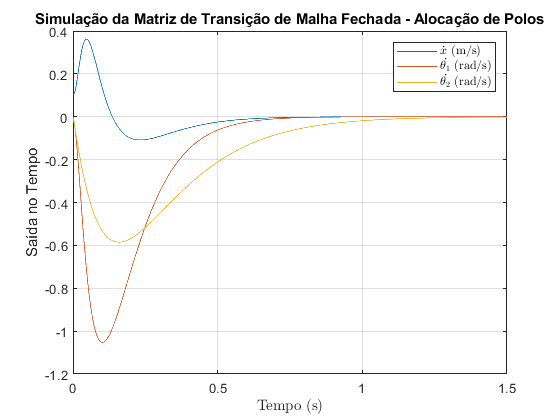 Simulação da Matriz de Transição de Malha Fechada - Alocação de Polos
ẋ (m/s)
θ̇₁ (rad/s)
θ̇₂ (rad/s)
Saída no Tempo
0.4
0.2
0
-0.2
-0.4
-0.6
-0.8
-1
-1.2
0 0.5 1 1.5
Tempo (s)